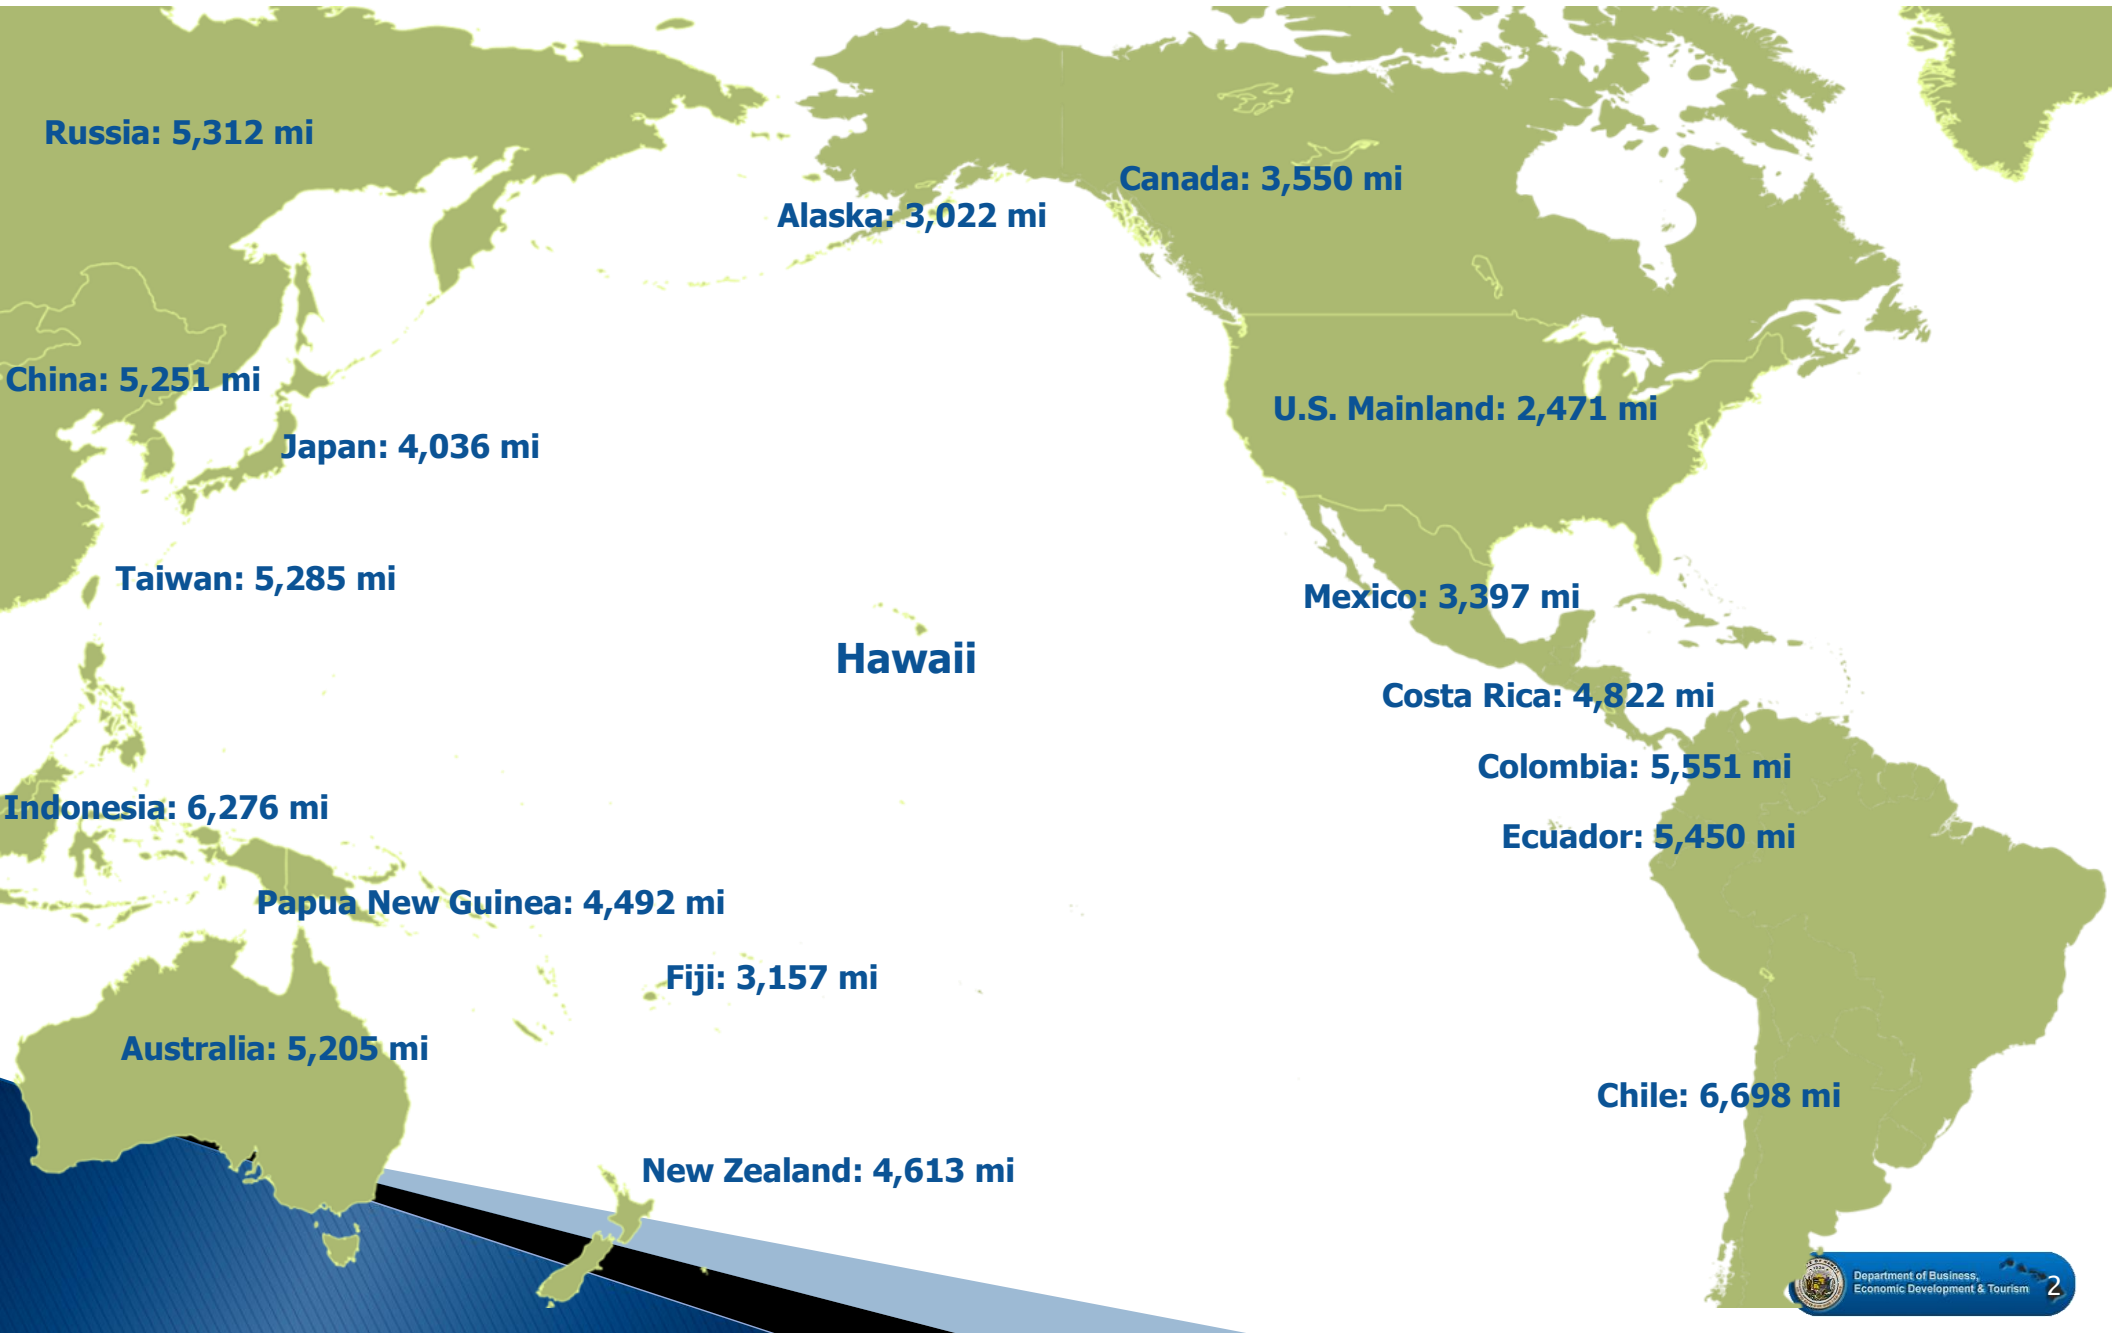 Russia: 5,312 mi
Canada: 3,550 mi
Alaska: 3,022 mi
China: 5,251 mi
U.S. Mainland: 2,471 mi
Japan: 4,036 mi
Taiwan: 5,285 mi
Mexico: 3,397 mi
Hawaii
Costa Rica: 4,822 mi
Colombia: 5,551 mi
Indonesia: 6,276 mi
Ecuador: 5,450 mi
Papua New Guinea: 4,492 mi
Fiji: 3,157 mi
Australia: 5,205 mi
Chile: 6,698 mi
New Zealand: 4,613 mi
Department of Business,
Economic Development & Tourism
2